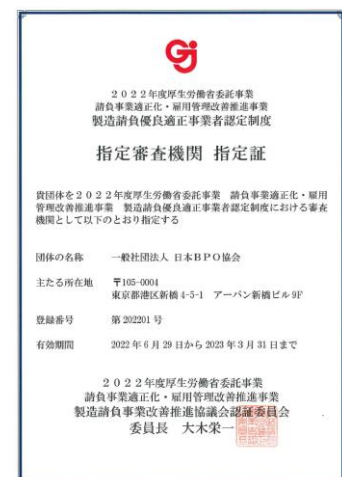 GJ
2022年度厚生労働省委託事業
請負事業適正化・雇用管理改善推進事業
製造請負優良適正事業者認定制度
指定審査機関 指定証
貴団体を2022年度厚生労働省委託事業 請負事業適正化・雇用
管理改善推進事業 製造請負優良適正事業者認定制度における審査
機関として以下のとおり指定する
団体の名称 一般社団法人 日本BPO協会
主たる所在地 〒105-0004
東京都港区新橋4-5-1 アーバン新橋ビル9F
登録番号 第202201号
有効期間 2022年6月29日から2023年3月31日まで
2022年度厚生労働省委託事業
請負事業適正化・雇用管理改善推進事業
製造請負事業改善推進協議会認証委員会
委員長 大木栄一